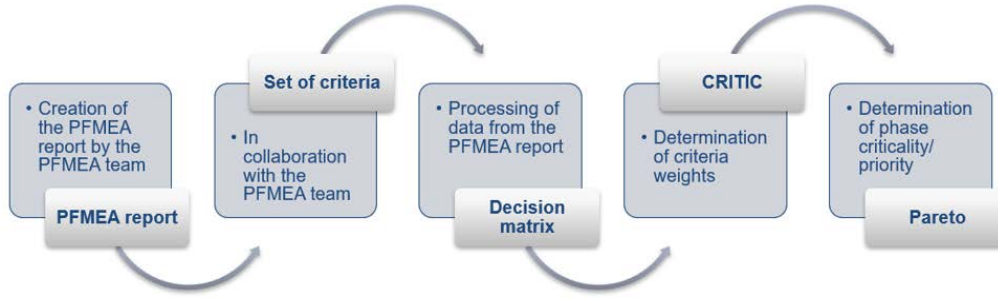 • Creation of
the PFMEA
report by the
PFMEA team
PFMEA report
Set of criteria
• In
collaboration
with the
PFMEA team
• Processing of
data from the
PFMEA report
Decision
matrix
CRITIC
• Determination
of criteria
weights
• Determination
of phase
criticality/
priority
Pareto